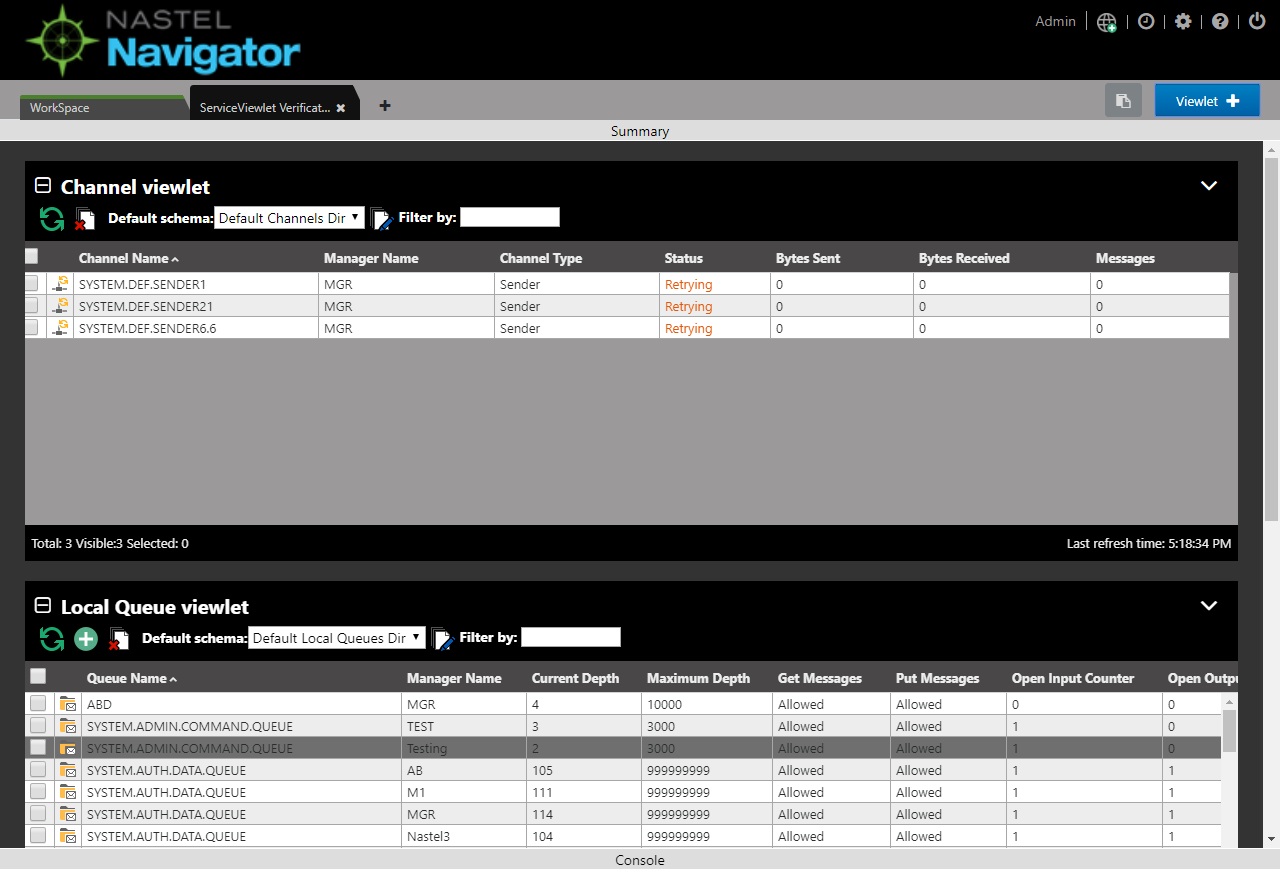 NASTEL
Navigator
Admin
WorkSpace
ServiceViewlet Verificat...
Viewlet
Summary
Channel viewlet
Default schema: Default Channels Dir Filter by:
Channel Name Manager Name Channel Type Status Bytes Sent Bytes Received Messages
SYSTEM.DEF.SENDER1 MGR Sender Retrying 0 0 0
SYSTEM.DEF.SENDER21 MGR Sender Retrying 0 0 0
SYSTEM.DEF.SENDER6.6 MGR Sender Retrying 0 0 0
Total: 3 Visible:3 Selected: 0 Last refresh time: 5:18:34 PM
Local Queue viewlet
Default schema: Default Local Queues Dir Filter by:
Queue Name Manager Name Current Depth Maximum Depth Get Messages Put Messages Open Input Counter Open Outpu
ABD MGR 4 10000 Allowed Allowed 0 0
SYSTEM.ADMIN.COMMAND.QUEUE TEST 3 3000 Allowed Allowed 1 0
SYSTEM.ADMIN.COMMAND.QUEUE Testing 2 3000 Allowed Allowed 1 0
SYSTEM.AUTH.DATA.QUEUE AB 105 999999999 Allowed Allowed 1 1
SYSTEM.AUTH.DATA.QUEUE M1 111 999999999 Allowed Allowed 1 1
SYSTEM.AUTH.DATA.QUEUE MGR 114 999999999 Allowed Allowed 1 1
SYSTEM.AUTH.DATA.QUEUE Nastel3 104 999999999 Allowed Allowed 1 1
Console